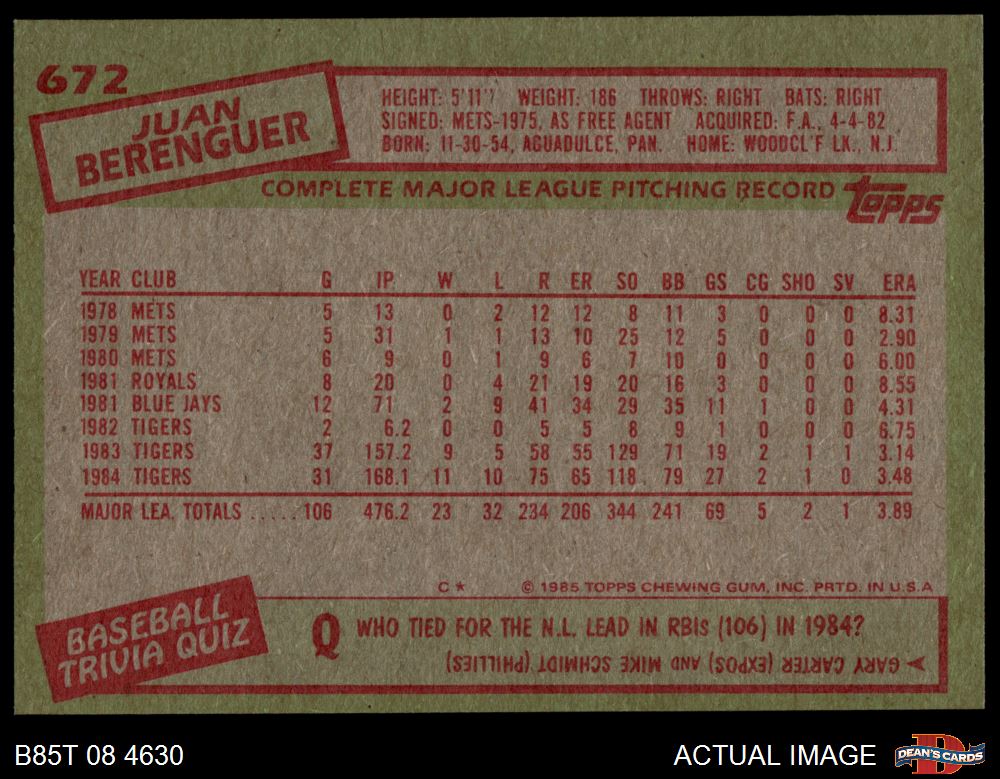 672
JUAN
BERENGUER
HEIGHT: 5'11" WEIGHT: 186 THROWS: RIGHT BATS: RIGHT
SIGNED: METS-1975, AS FREE AGENT ACQUIRED: F.A., 4-4-82
BORN: 11-30-54, AGUADULCE, PAN. HOME: WOODCL'F LK., N.J.
COMPLETE MAJOR LEAGUE PITCHING RECORD
TOPPS
YEAR CLUB G IP W L R ER SO BB GS CG SHO SV ERA
1978 METS 5 13 0 2 12 12 8 11 3 0 0 0 8.31
1979 METS 5 31 1 1 13 10 25 12 5 0 0 0 2.90
1980 METS 6 9 0 1 9 6 7 10 0 0 0 0 6.00
1981 ROYALS 8 20 0 4 21 19 20 16 3 0 0 0 8.55
1981 BLUE JAYS 12 71 2 9 41 34 29 35 11 1 0 0 4.31
1982 TIGERS 2 6.2 0 0 5 5 8 9 1 0 0 0 6.75
1983 TIGERS 37 157.2 9 5 58 55 129 71 19 2 1 1 3.14
1984 TIGERS 31 168.1 11 10 75 65 118 79 27 2 1 0 3.48
MAJOR LEA. TOTALS ..... 106 476.2 23 32 234 206 344 241 69 5 2 1 3.89
C* © 1985 TOPPS CHEWING GUM, INC. PRTD. IN U.S.A
BASEBALL
TRIVIA QUIZ
Q WHO TIED FOR THE N.L. LEAD IN RBIs (106) IN 1984?
GARY CARTER (EXPOS) AND MIKE SCHMIDT (PHILLIES)
B85T 08 4630
ACTUAL IMAGE
DEAN'S CARDS